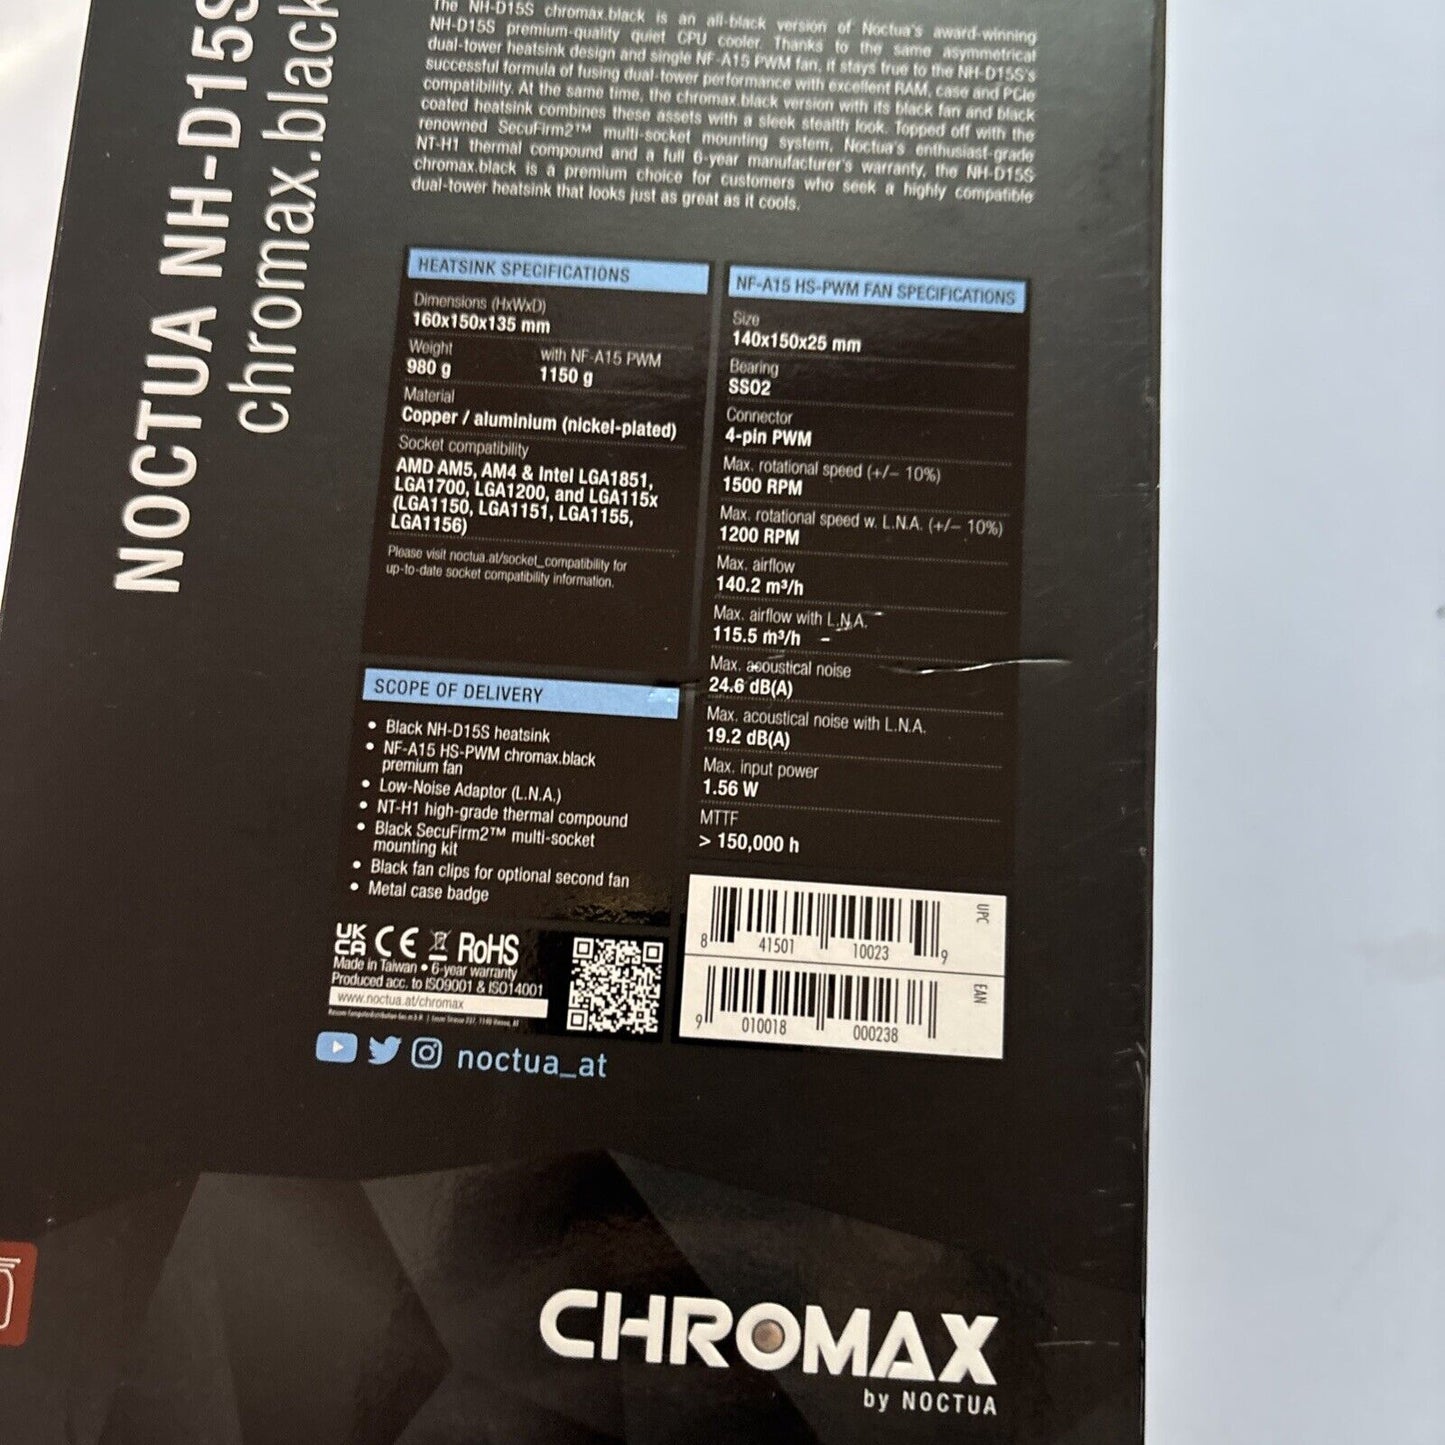 NOCTUA NH-D15S
chromax.black
The NH-D15S chromax.black is an all-black version of Noctua's award-winning
NH-D15S premium-quality quiet CPU cooler. Thanks to the same asymmetrical
dual-tower heatsink design and single NF-A15 PWM fan, it stays true to the NH-D15S's
successful formula of fusing dual-tower performance with excellent RAM, case and PCIe
compatibility. At the same time, the chromax.black version with its black fan and black
coated heatsink combines these assets with a sleek stealth look. Topped off with the
renowned SecuFirm2™ multi-socket mounting system, Noctua's enthusiast-grade
NT-H1 thermal compound and a full 6-year manufacturer's warranty, the NH-D15S
chromax.black is a premium choice for customers who seek a highly compatible
dual-tower heatsink that looks just as great as it cools.
HEATSINK SPECIFICATIONS
Dimensions (HxWxD)
160x150x135 mm
Weight with NF-A15 PWM
980 g 1150 g
Material
Copper / aluminium (nickel-plated)
Socket compatibility
AMD AM5, AM4 & Intel LGA1851,
LGA1700, LGA1200, and LGA115x
(LGA1150, LGA1151, LGA1155,
LGA1156)
Please visit noctua.at/socket_compatibility for
up-to-date socket compatibility information.
SCOPE OF DELIVERY
• Black NH-D15S heatsink
• NF-A15 HS-PWM chromax.black
premium fan
• Low-Noise Adaptor (L.N.A.)
• NT-H1 high-grade thermal compound
• Black SecuFirm2™ multi-socket
mounting kit
• Black fan clips for optional second fan
• Metal case badge
UK
CA CE RoHS
Made in Taiwan • 6-year warranty
Produced acc. to ISO9001 & ISO14001
www.noctua.at/chromax
noctua_at
NF-A15 HS-PWM FAN SPECIFICATIONS
Size
140x150x25 mm
Bearing
SSO2
Connector
4-pin PWM
Max. rotational speed (+/– 10%)
1500 RPM
Max. rotational speed w. L.N.A. (+/– 10%)
1200 RPM
Max. airflow
140.2 m³/h
Max. airflow with L.N.A.
115.5 m³/h
Max. acoustical noise
24.6 dB(A)
Max. acoustical noise with L.N.A.
19.2 dB(A)
Max. input power
1.56 W
MTTF
> 150,000 h
UPC
8 41501 10023 9
EAN
9 010018 000238
CHROMAX
by NOCTUA